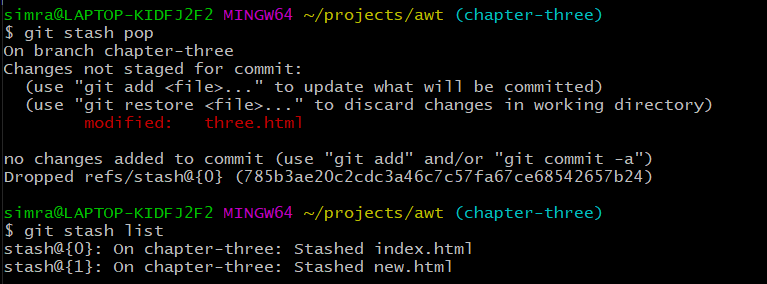 simra@LAPTOP-KIDFJ2F2 MINGW64 ~/projects/awt (chapter-three)
$ git stash pop
On branch chapter-three
Changes not staged for commit:
  (use "git add <file>..." to update what will be committed)
  (use "git restore <file>..." to discard changes in working directory)
        modified:   three.html

no changes added to commit (use "git add" and/or "git commit -a")
Dropped refs/stash@{0} (785b3ae20c2cdc3a46c7c57fa67ce68542657b24)

simra@LAPTOP-KIDFJ2F2 MINGW64 ~/projects/awt (chapter-three)
$ git stash list
stash@{0}: On chapter-three: Stashed index.html
stash@{1}: On chapter-three: Stashed new.html